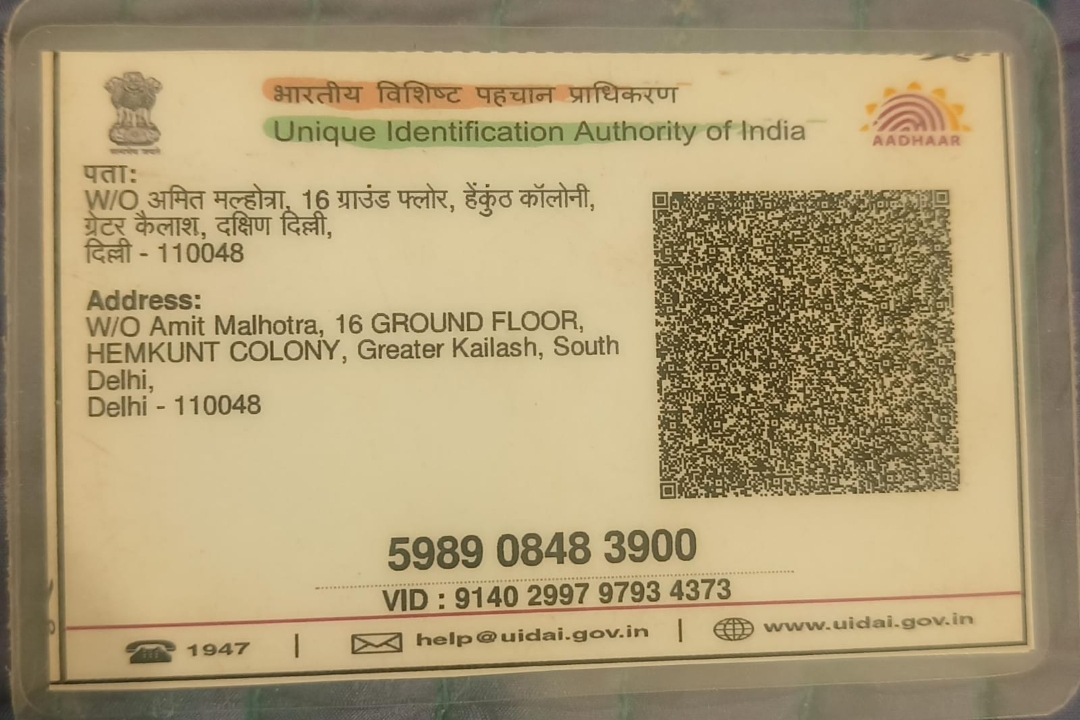 भारतीय विशिष्ट पहचान प्राधिकरण
Unique Identification Authority of India
AADHAAR
पता:
W/O अमित मल्होत्रा, 16 ग्राउंड फ्लोर, हेंकुंठ कॉलोनी,
ग्रेटर कैलाश, दक्षिण दिल्ली,
दिल्ली - 110048
Address:
W/O Amit Malhotra, 16 GROUND FLOOR,
HEMKUNT COLONY, Greater Kailash, South
Delhi,
Delhi - 110048
5989 0848 3900
VID : 9140 2997 9793 4373
1947 | help@uidai.gov.in | www.uidai.gov.in